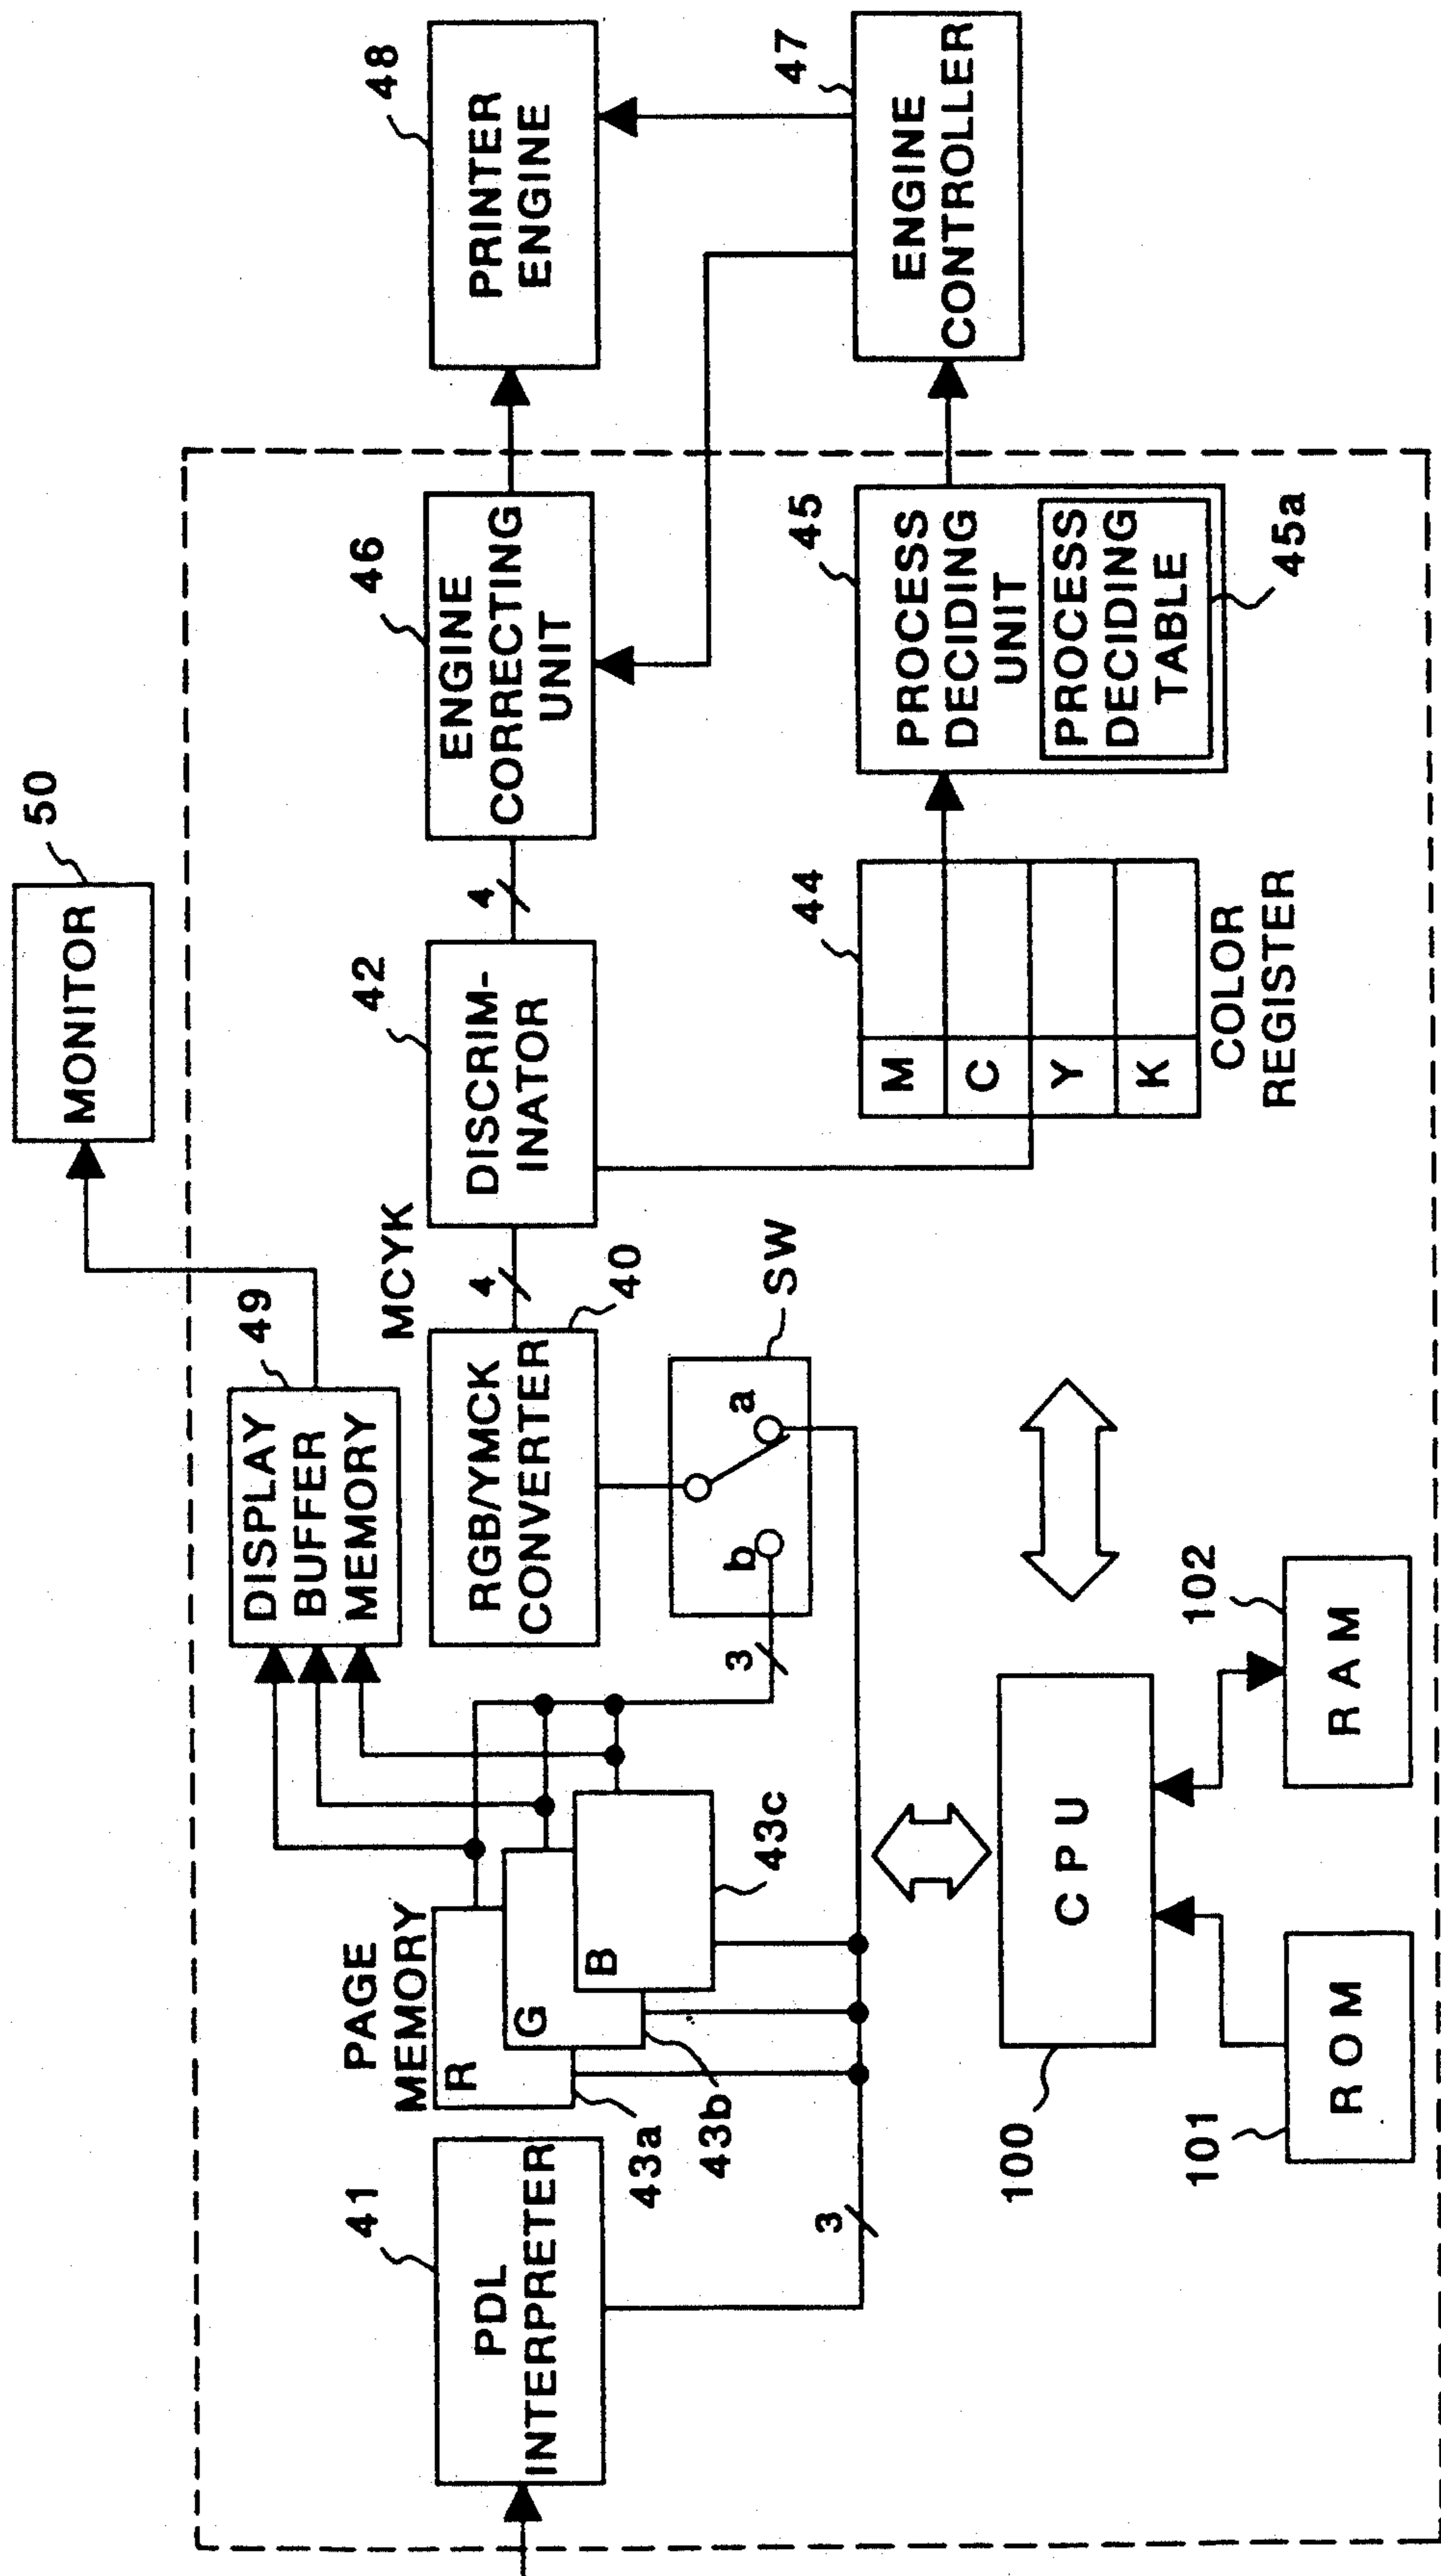 50
MONITOR
49
DISPLAY
BUFFER
MEMORY
PAGE
MEMORY
R
G
B
43a
43b
43c
41
PDL
INTERPRETER
3
3
MCYK
RGB/YMCK
CONVERTER
40
4
SW
a
b
42
DISCRIM-
INATOR
4
46
ENGINE
CORRECTING
UNIT
48
PRINTER
ENGINE
47
ENGINE
CONTROLLER
44
M
C
Y
K
COLOR
REGISTER
45
PROCESS
DECIDING
UNIT
PROCESS
DECIDING
TABLE
45a
100
CPU
101
ROM
102
RAM